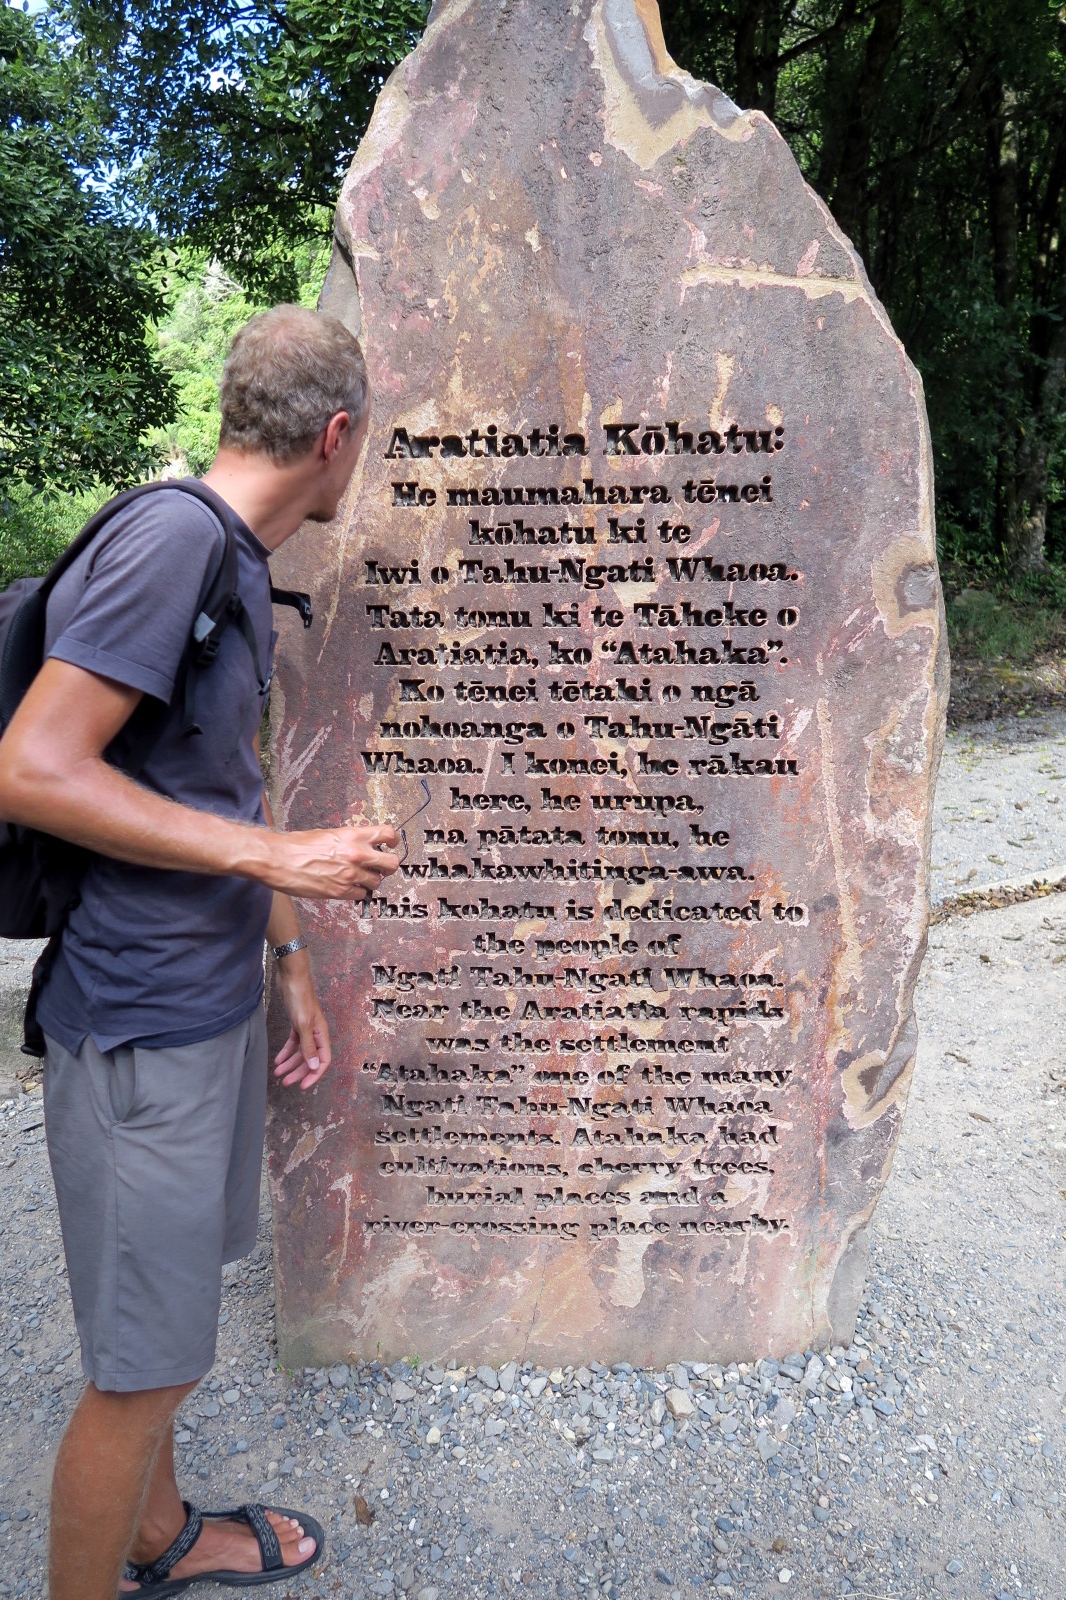 Aratiatia Kōhatu:
He maumahara tēnei
kōhatu ki te
Iwi o Tahu-Ngati Whaoa.
Tata tonu ki te Tāheke o
Aratiatia, ko “Atahaka”.
Ko tēnei tētahi o ngā
nohoanga o Tahu-Ngāti
Whaoa. I konei, he rākau
here, he urupa,
na pātata tonu, he
whakawhitinga-awa.
This kohatu is dedicated to
the people of
Ngati Tahu-Ngati Whaoa.
Near the Aratiatia rapids
was the settlement
“Atahaka” one of the many
Ngati Tahu-Ngati Whaoa
settlements. Atahaka had
cultivations, cherry trees,
burial places and a
river-crossing place nearby.